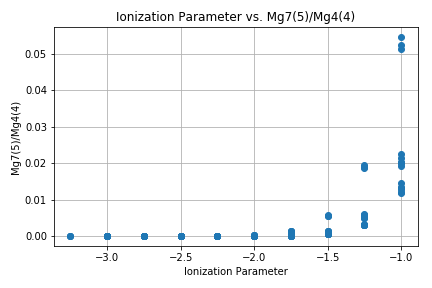 Ionization Parameter vs. Mg7(5)/Mg4(4)
Mg7(5)/Mg4(4)
0.05
0.04
0.03
0.02
0.01
0.00
−3.0 −2.5 −2.0 −1.5 −1.0
Ionization Parameter